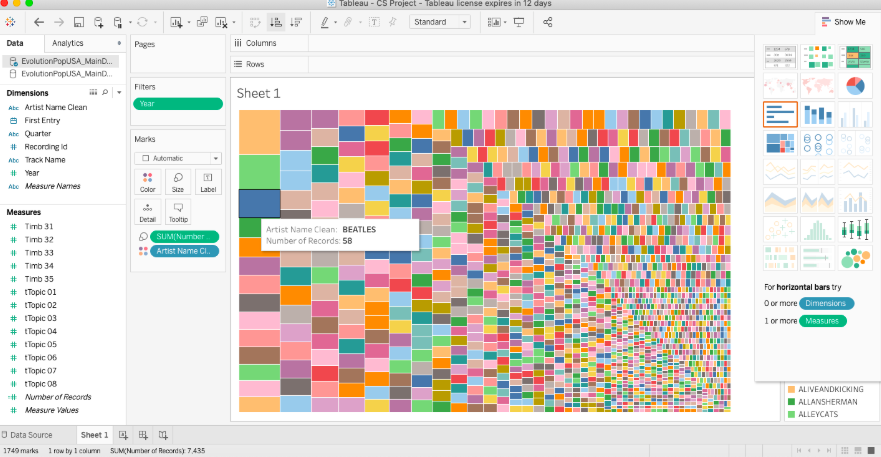 Tableau - CS Project - Tableau license expires in 12 days
Standard
Show Me
Data
Analytics
Pages
Columns
Rows
EvolutionPopUSA_MainD...
EvolutionPopUSA_MainD...
Dimensions
Abc Artist Name Clean
First Entry
Abc Quarter
Recording Id
Abc Track Name
Year
Abc Measure Names
Measures
Timb 31
Timb 32
Timb 33
Timb 34
Timb 35
tTopic 01
tTopic 02
tTopic 03
tTopic 04
tTopic 05
tTopic 06
tTopic 07
tTopic 08
Number of Records
Measure Values
Filters
Year
Marks
Automatic
Color
Size
Label
Detail
Tooltip
SUM(Number ...
Artist Name Cl...
Sheet 1
Artist Name Clean: BEATLES
Number of Records: 58
For horizontal bars try
0 or more Dimensions
1 or more Measures
ALIVEANDKICKING
ALLANSHERMAN
ALLEYCATS
Data Source
Sheet 1
1749 marks
1 row by 1 column
SUM(Number of Records): 7,435